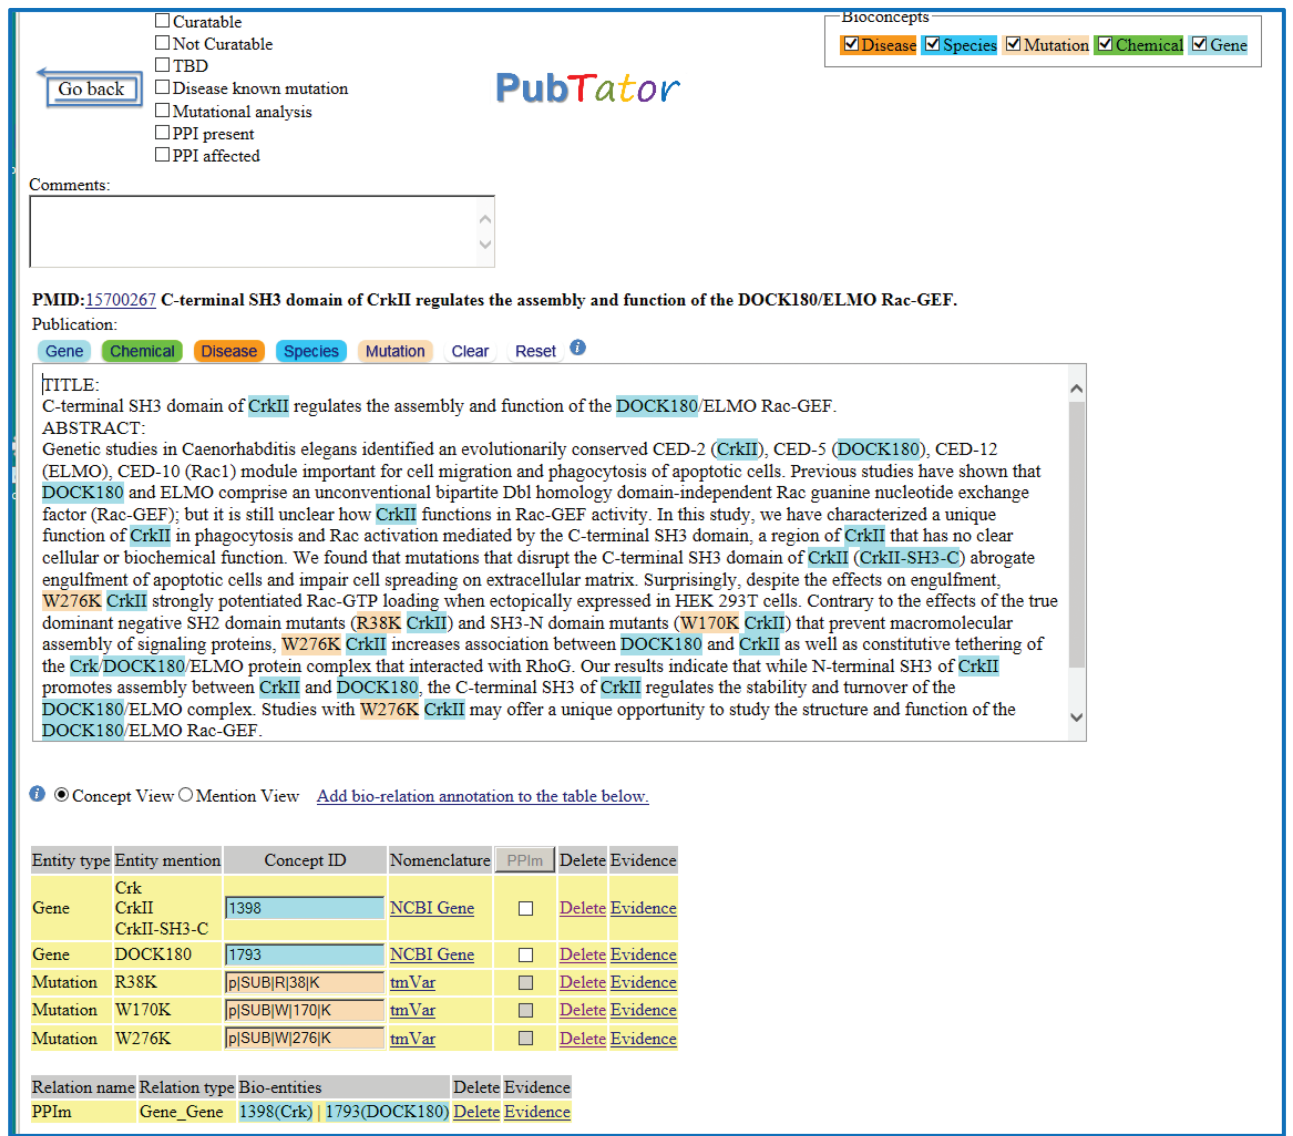 Curatable
Not Curatable
TBD
Disease known mutation
Mutational analysis
PPI present
PPI affected
Go back
PubTator
Bioconcepts
Disease Species Mutation Chemical Gene
Comments:
PMID:15700267 C-terminal SH3 domain of CrkII regulates the assembly and function of the DOCK180/ELMO Rac-GEF.
Publication:
Gene Chemical Disease Species Mutation Clear Reset i
TITLE:
C-terminal SH3 domain of CrkII regulates the assembly and function of the DOCK180/ELMO Rac-GEF.
ABSTRACT:
Genetic studies in Caenorhabditis elegans identified an evolutionarily conserved CED-2 (CrkII), CED-5 (DOCK180), CED-12
(ELMO), CED-10 (Rac1) module important for cell migration and phagocytosis of apoptotic cells. Previous studies have shown that
DOCK180 and ELMO comprise an unconventional bipartite Dbl homology domain-independent Rac guanine nucleotide exchange
factor (Rac-GEF); but it is still unclear how CrkII functions in Rac-GEF activity. In this study, we have characterized a unique
function of CrkII in phagocytosis and Rac activation mediated by the C-terminal SH3 domain, a region of CrkII that has no clear
cellular or biochemical function. We found that mutations that disrupt the C-terminal SH3 domain of CrkII (CrkII-SH3-C) abrogate
engulfment of apoptotic cells and impair cell spreading on extracellular matrix. Surprisingly, despite the effects on engulfment,
W276K CrkII strongly potentiated Rac-GTP loading when ectopically expressed in HEK 293T cells. Contrary to the effects of the true
dominant negative SH2 domain mutants (R38K CrkII) and SH3-N domain mutants (W170K CrkII) that prevent macromolecular
assembly of signaling proteins, W276K CrkII increases association between DOCK180 and CrkII as well as constitutive tethering of
the Crk/DOCK180/ELMO protein complex that interacted with RhoG. Our results indicate that while N-terminal SH3 of CrkII
promotes assembly between CrkII and DOCK180, the C-terminal SH3 of CrkII regulates the stability and turnover of the
DOCK180/ELMO complex. Studies with W276K CrkII may offer a unique opportunity to study the structure and function of the
DOCK180/ELMO Rac-GEF.
i Concept View Mention View Add bio-relation annotation to the table below.
Entity type Entity mention Concept ID Nomenclature PPIm Delete Evidence
Crk
Gene CrkII 1398 NCBI Gene Delete Evidence
CrkII-SH3-C
Gene DOCK180 1793 NCBI Gene Delete Evidence
Mutation R38K p|SUB|R|38|K tmVar Delete Evidence
Mutation W170K p|SUB|W|170|K tmVar Delete Evidence
Mutation W276K p|SUB|W|276|K tmVar Delete Evidence
Relation name Relation type Bio-entities Delete Evidence
PPIm Gene_Gene 1398(Crk) | 1793(DOCK180) Delete Evidence